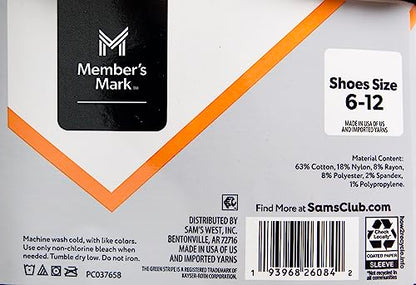 Member's
Mark™
Shoes Size
6-12
MADE IN USA OF US
AND IMPORTED YARNS
Material Content:
63% Cotton, 18% Nylon, 8% Rayon,
8% Polyester, 2% Spandex,
1% Polypropylene.
Find More at SamsClub.com
DISTRIBUTED BY
SAM'S WEST, INC.
BENTONVILLE, AR 72716
MADE IN USA OF US
AND IMPORTED YARNS
Machine wash cold, with like colors.
Use only non-chlorine bleach when
needed. Tumble dry low. Do not iron.
PC037658
THE GREEN STRIPE IS A REGISTERED TRADEMARK OF
KAYSER-ROTH CORPORATION.
1 93968 26084 2
Check
Locally*
COATED PAPER
SLEEVE
*Not recycled in
all communities
how2recycle.info